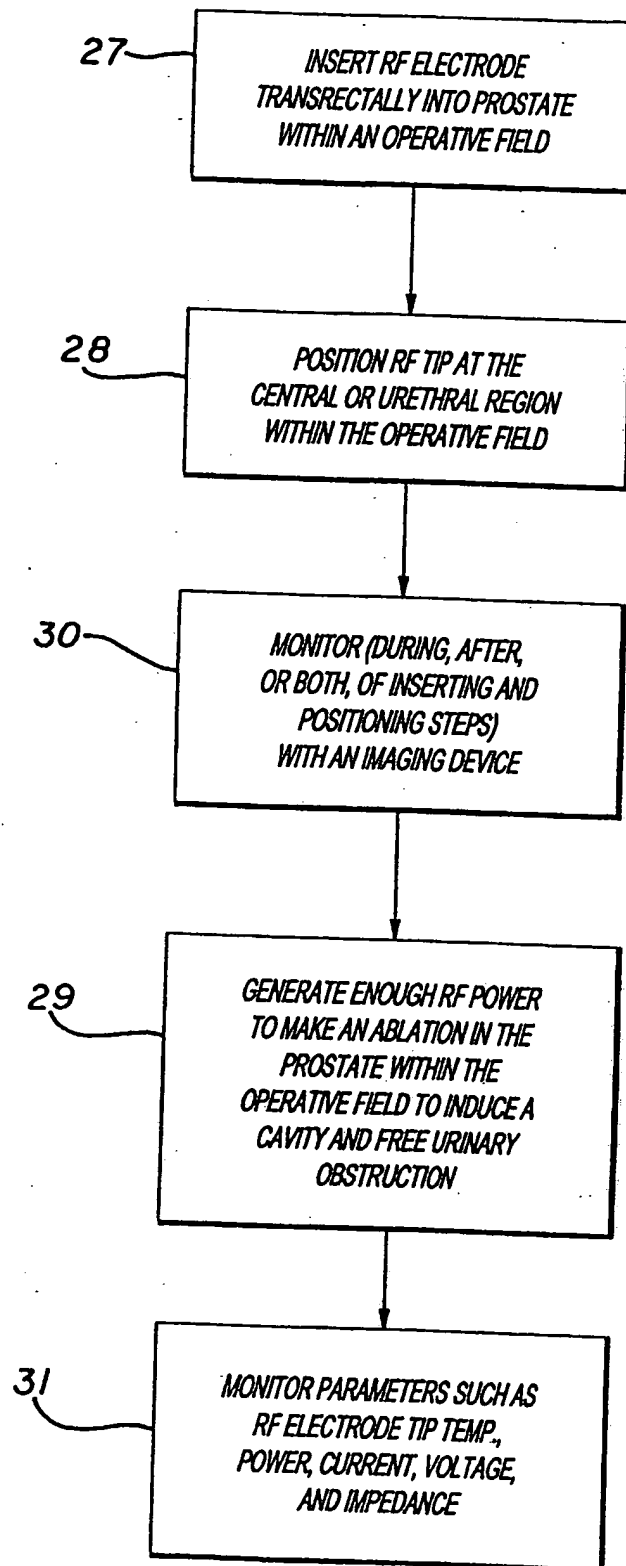 27
INSERT RF ELECTRODE
TRANSRECTALLY INTO PROSTATE
WITHIN AN OPERATIVE FIELD
28
POSITION RF TIP AT THE
CENTRAL OR URETHRAL REGION
WITHIN THE OPERATIVE FIELD
30
MONITOR (DURING, AFTER,
OR BOTH, OF INSERTING AND
POSITIONING STEPS)
WITH AN IMAGING DEVICE
29
GENERATE ENOUGH RF POWER
TO MAKE AN ABLATION IN THE
PROSTATE WITHIN THE
OPERATIVE FIELD TO INDUCE A
CAVITY AND FREE URINARY
OBSTRUCTION
31
MONITOR PARAMETERS SUCH AS
RF ELECTRODE TIP TEMP.,
POWER, CURRENT, VOLTAGE,
AND IMPEDANCE